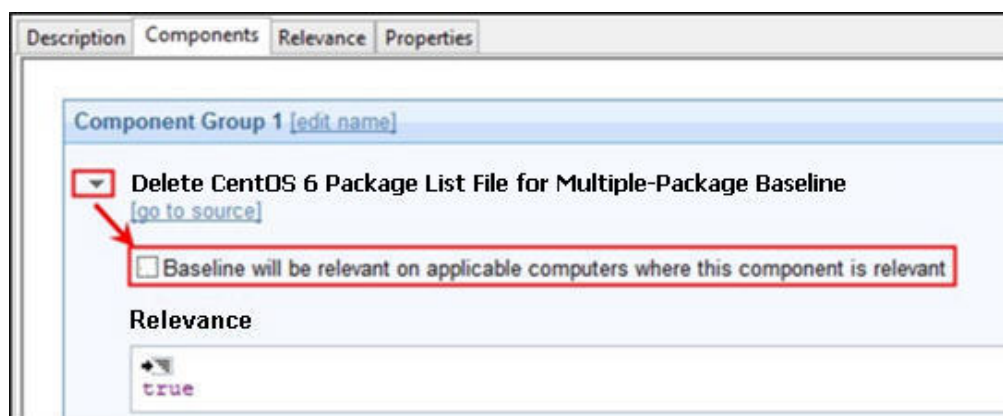 Description Components Relevance Properties
Component Group 1 [edit name]
Delete CentOS 6 Package List File for Multiple-Package Baseline
[go to source]
Baseline will be relevant on applicable computers where this component is relevant
Relevance
true